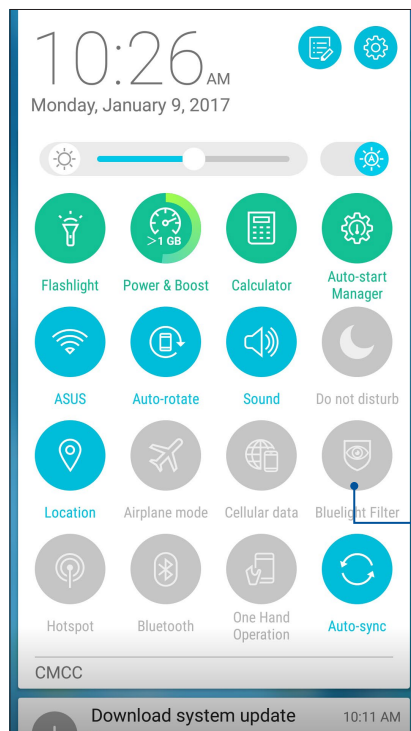 10:26 AM
Monday, January 9, 2017
A
>1 GB
Flashlight
Power & Boost
Calculator
Auto-start
Manager
ASUS
Auto-rotate
Sound
Do not disturb
Location
Airplane mode
Cellular data
Bluelight Filter
Hotspot
Bluetooth
One Hand
Operation
Auto-sync
CMCC
Download system update 10:11 AM